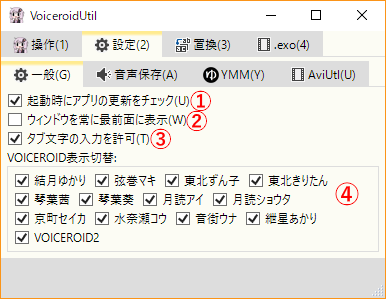 VoiceroidUtil
操作(1) 設定(2) 置換(3) .exo(4)
一般(G) 音声保存(A) ゆ YMM(Y) AviUtl(U)
起動時にアプリの更新をチェック(U) ①
ウィンドウを常に最前面に表示(W) ②
タブ文字の入力を許可(T) ③
VOICEROID表示切替:
結月ゆかり 弦巻マキ 東北ずん子 東北きりたん ④
琴葉茜 琴葉葵 月読アイ 月読ショウタ
京町セイカ 水奈瀬コウ 音街ウナ 紲星あかり
VOICEROID2